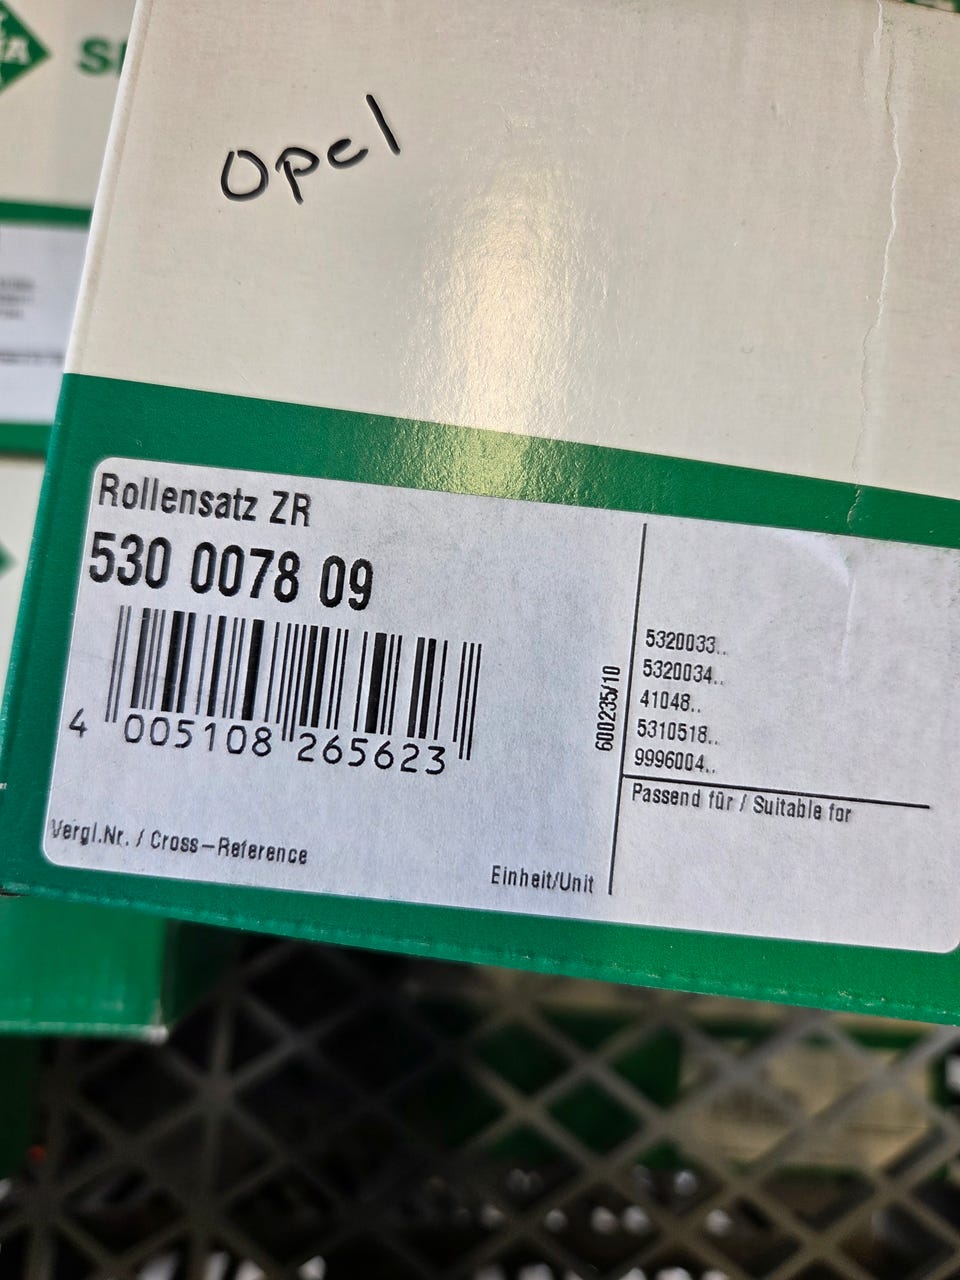 Opel
Rollensatz ZR
530 0078 09
4 005108 265623
Vergl.Nr. / Cross-Reference
Einheit/Unit
600235/10
5320033..
5320034..
41048..
5310518..
9996004..
Passend für / Suitable for